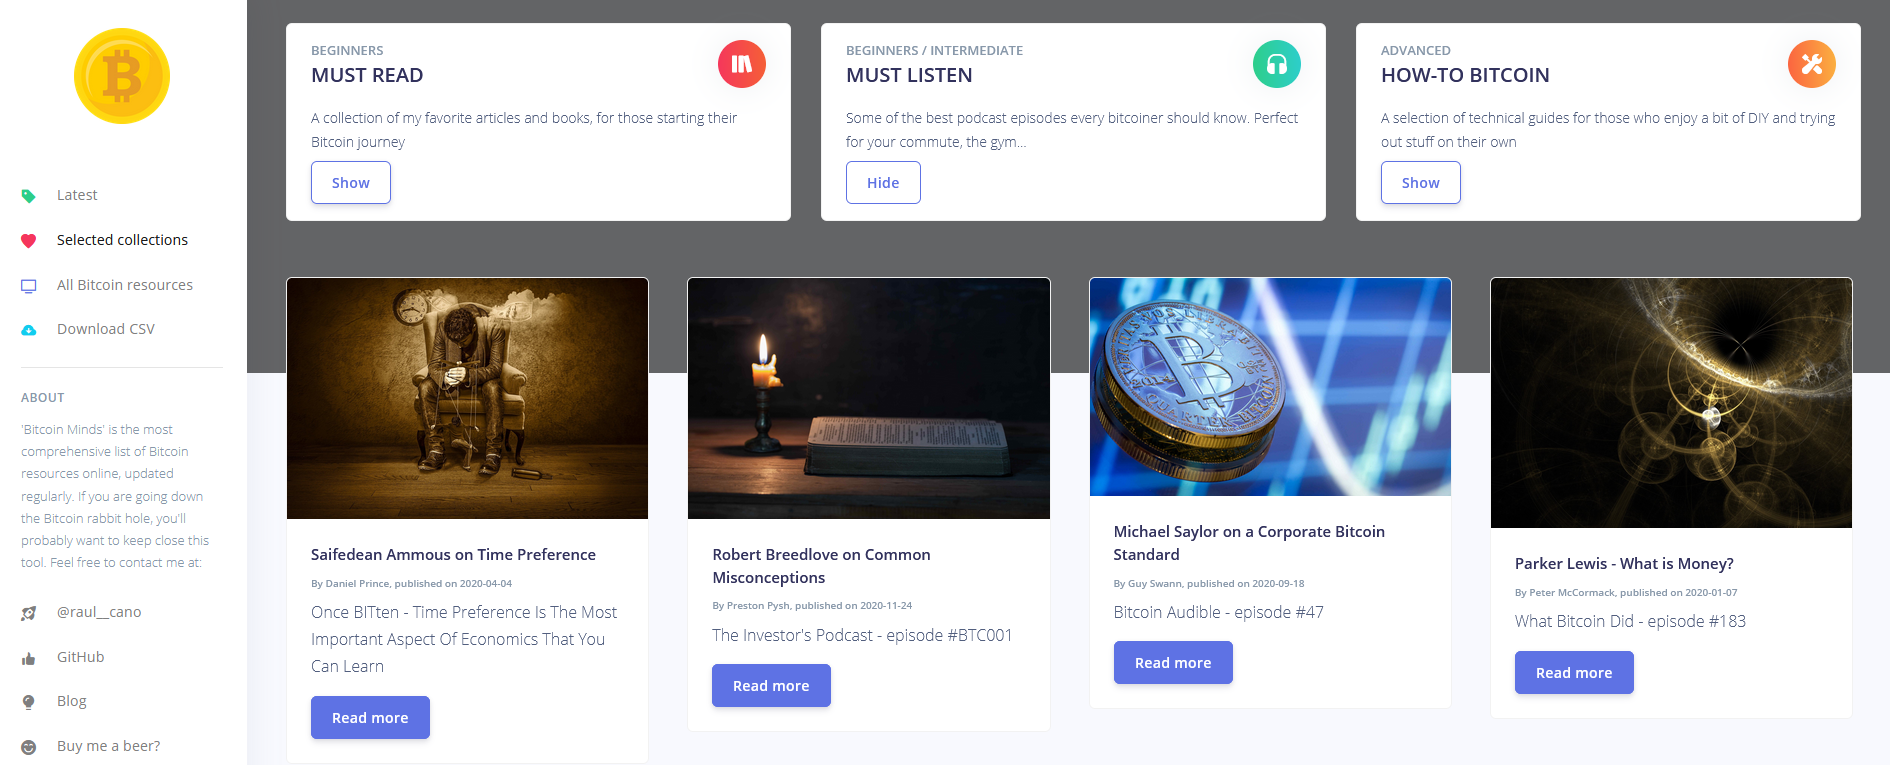 Latest
Selected collections
All Bitcoin resources
Download CSV
ABOUT
'Bitcoin Minds' is the most
comprehensive list of Bitcoin
resources online, updated
regularly. If you are going down
the Bitcoin rabbit hole, you'll
probably want to keep close this
tool. Feel free to contact me at:
@raul__cano
GitHub
Blog
Buy me a beer?
BEGINNERS
MUST READ
A collection of my favorite articles and books, for those starting their
Bitcoin journey
Show
BEGINNERS / INTERMEDIATE
MUST LISTEN
Some of the best podcast episodes every bitcoiner should know. Perfect
for your commute, the gym...
Hide
ADVANCED
HOW-TO BITCOIN
A selection of technical guides for those who enjoy a bit of DIY and trying
out stuff on their own
Show
Saifedean Ammous on Time Preference
By Daniel Prince, published on 2020-04-04
Once BITten - Time Preference Is The Most
Important Aspect Of Economics That You
Can Learn
Read more
Robert Breedlove on Common
Misconceptions
By Preston Pysh, published on 2020-11-24
The Investor's Podcast - episode #BTC001
Read more
Michael Saylor on a Corporate Bitcoin
Standard
By Guy Swann, published on 2020-09-18
Bitcoin Audible - episode #47
Read more
Parker Lewis - What is Money?
By Peter McCormack, published on 2020-01-07
What Bitcoin Did - episode #183
Read more